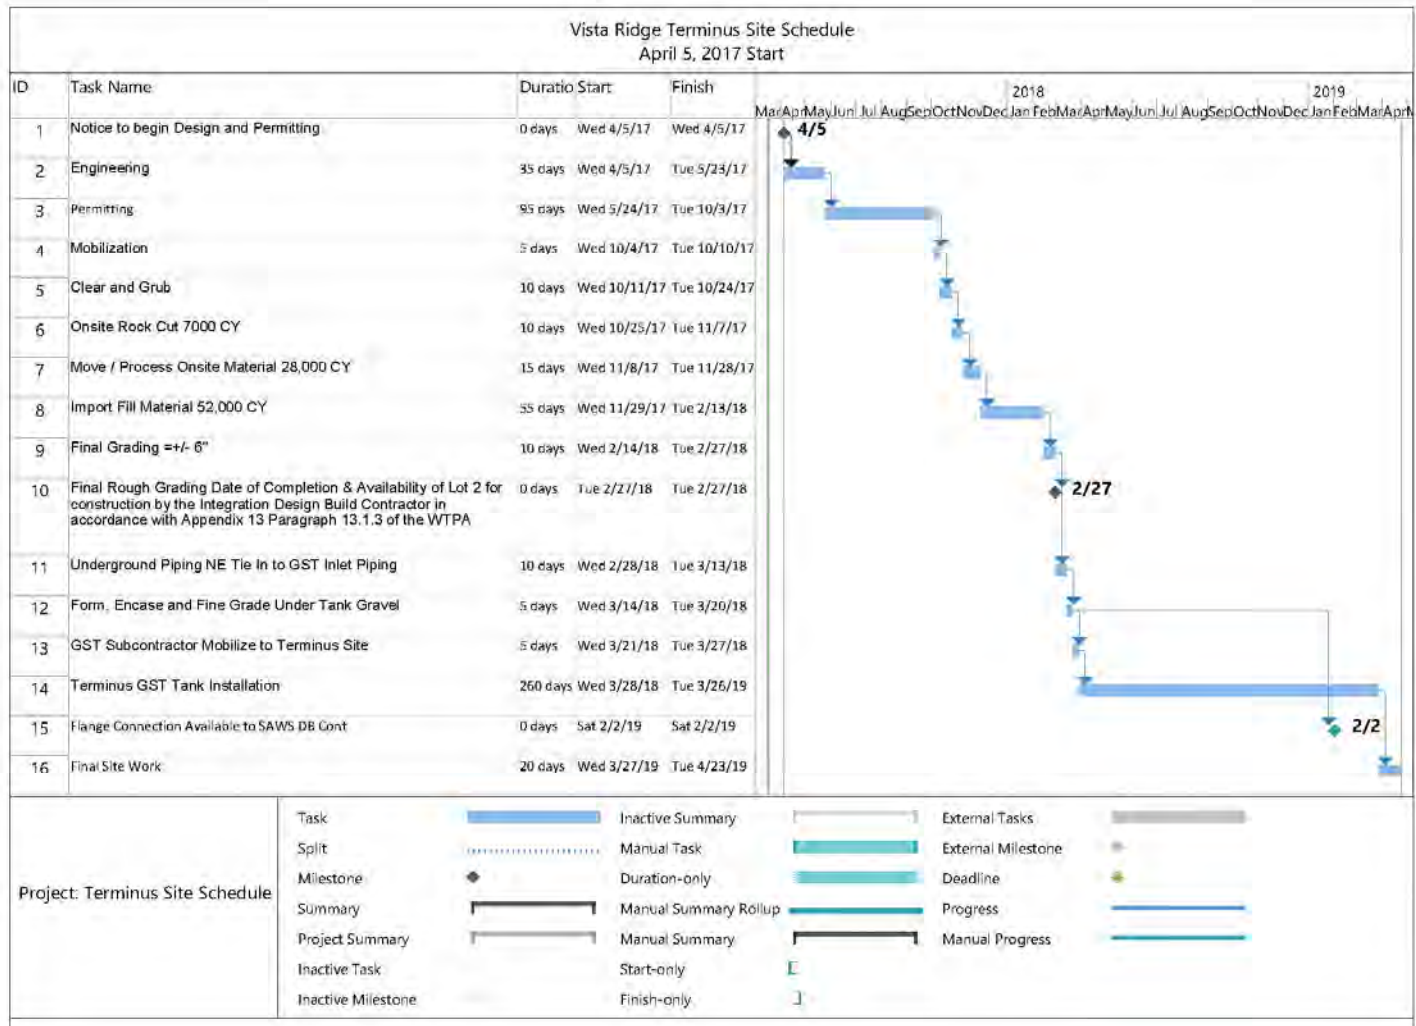 Vista Ridge Terminus Site Schedule
April 5, 2017 Start
ID Task Name Duratio Start Finish
2018 2019
Mar Apr May Jun Jul Aug Sep Oct Nov Dec Jan Feb Mar Apr May Jun Jul Aug Sep Oct Nov Dec Jan Feb Mar Apr M
1 Notice to begin Design and Permitting 0 days Wed 4/5/17 Wed 4/5/17 4/5
2 Engineering 35 days Wed 4/5/17 Tue 5/23/17
3 Permitting 95 days Wed 5/24/17 Tue 10/3/17
4 Mobilization 5 days Wed 10/4/17 Tue 10/10/17
5 Clear and Grub 10 days Wed 10/11/17 Tue 10/24/17
6 Onsite Rock Cut 7000 CY 10 days Wed 10/25/17 Tue 11/7/17
7 Move / Process Onsite Material 28,000 CY 15 days Wed 11/8/17 Tue 11/28/17
8 Import Fill Material 52,000 CY 55 days Wed 11/29/17 Tue 2/13/18
9 Final Grading =+/- 6" 10 days Wed 2/14/18 Tue 2/27/18
10 Final Rough Grading Date of Completion & Availability of Lot 2 for 0 days Tue 2/27/18 Tue 2/27/18 2/27
construction by the Integration Design Build Contractor in
accordance with Appendix 13 Paragraph 13.1.3 of the WTPA
11 Underground Piping NE Tie In to GST Inlet Piping 10 days Wed 2/28/18 Tue 3/13/18
12 Form, Encase and Fine Grade Under Tank Gravel 5 days Wed 3/14/18 Tue 3/20/18
13 GST Subcontractor Mobilize to Terminus Site 5 days Wed 3/21/18 Tue 3/27/18
14 Terminus GST Tank Installation 260 days Wed 3/28/18 Tue 3/26/19
15 Flange Connection Available to SAWS DB Cont 0 days Sat 2/2/19 Sat 2/2/19 2/2
16 Final Site Work 20 days Wed 3/27/19 Tue 4/23/19
Project: Terminus Site Schedule
Task Inactive Summary External Tasks
Split Manual Task External Milestone
Milestone Duration-only Deadline
Summary Manual Summary Rollup Progress
Project Summary Manual Summary Manual Progress
Inactive Task Start-only
Inactive Milestone Finish-only